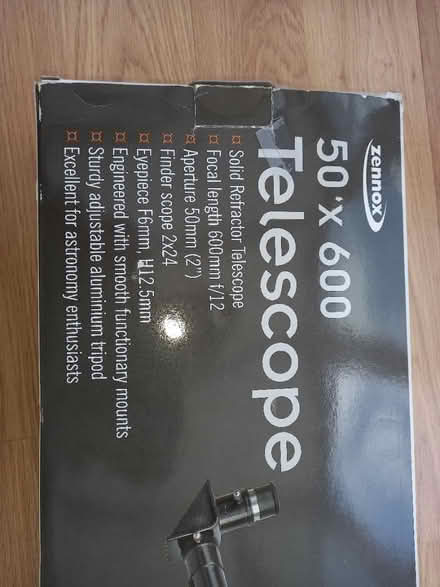 zennox
50 'x 600
Telescope
¤ Solid Refractor Telescope
¤ Focal length 600mm f/12
¤ Aperture 50mm (2")
¤ Finder scope 2x24
¤ Eyepiece F6mm, H12.5mm
¤ Engineered with smooth functionary mounts
¤ Sturdy adjustable aluminium tripod
¤ Excellent for astronomy enthusiasts